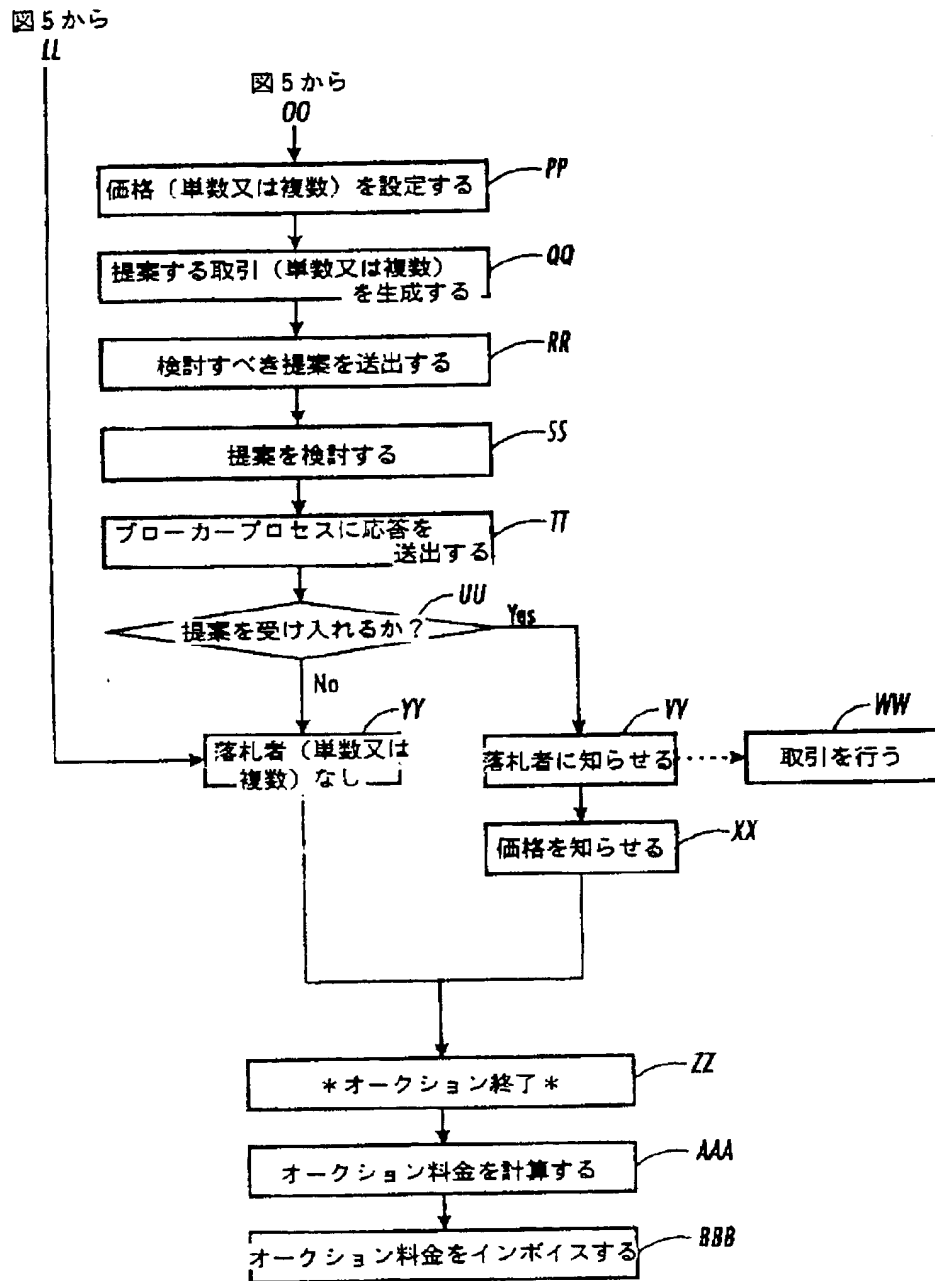 図5から
LL
図5から
OO
価格（単数又は複数）を設定する
PP
提案する取引（単数又は複数）
を生成する
QQ
検討すべき提案を送出する
RR
提案を検討する
SS
ブローカープロセスに応答を
送出する
TT
提案を受け入れるか？
UU
Yes
No
落札者（単数又は
複数）なし
YY
落札者に知らせる
VV
取引を行う
WW
価格を知らせる
XX
＊オークション終了＊
ZZ
オークション料金を計算する
AAA
オークション料金をインボイスする
BBB